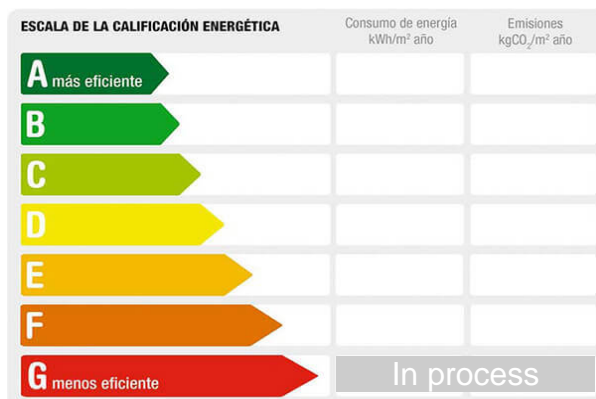 ESCALA DE LA CALIFICACIÓN ENERGÉTICA
Consumo de energía
kWh/m² año
Emisiones
kgCO₂/m² año
A más eficiente
B
C
D
E
F
G menos eficiente
In process